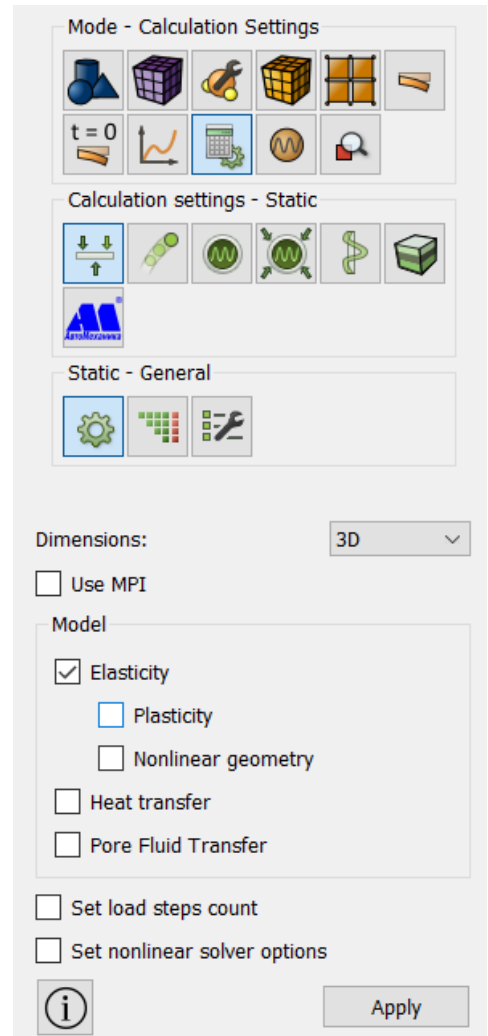 Mode - Calculation Settings
t = 0
Calculation settings - Static
АвтоМеханика
®
Static - General
Dimensions: 3D
Use MPI
Model
Elasticity
Plasticity
Nonlinear geometry
Heat transfer
Pore Fluid Transfer
Set load steps count
Set nonlinear solver options
i Apply